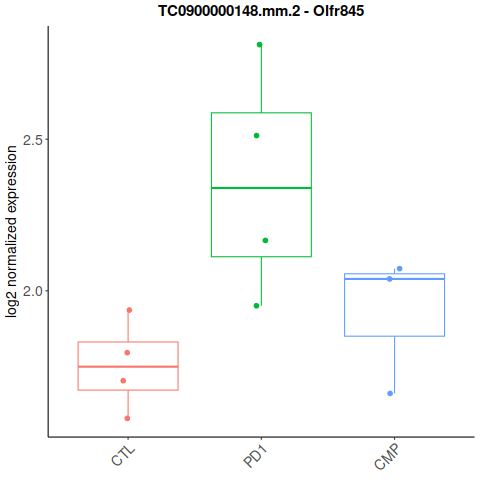 TC0900000148.mm.2 - Olfr845
log2 normalized expression
2.5
2.0
CTL
PD1
CMP